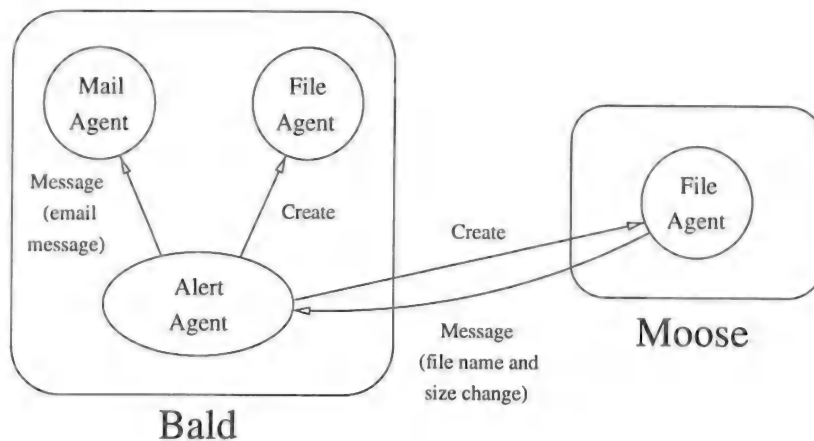 Mail
Agent
File
Agent
Message
(email
message)
Create
Alert
Agent
Create
File
Agent
Message
(file name and
size change)
Moose
Bald